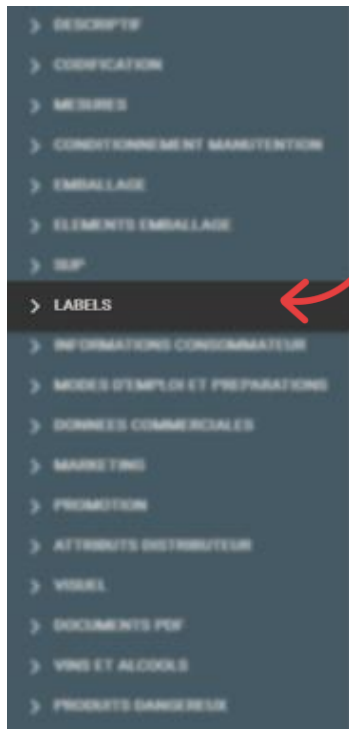 DESCRIPTIF
CODIFICATION
MESURES
CONDITIONNEMENT MANUTENTION
EMBALLAGE
ELEMENTS EMBALLAGE
SUP
LABELS
INFORMATIONS CONSOMMATEUR
MODES D'EMPLOI ET PREPARATIONS
DONNEES COMMERCIALES
MARKETING
PROMOTION
ATTRIBUTS DISTRIBUTEUR
VISUEL
DOCUMENTS PDF
VINS ET ALCOOLS
PRODUITS DANGEREUX